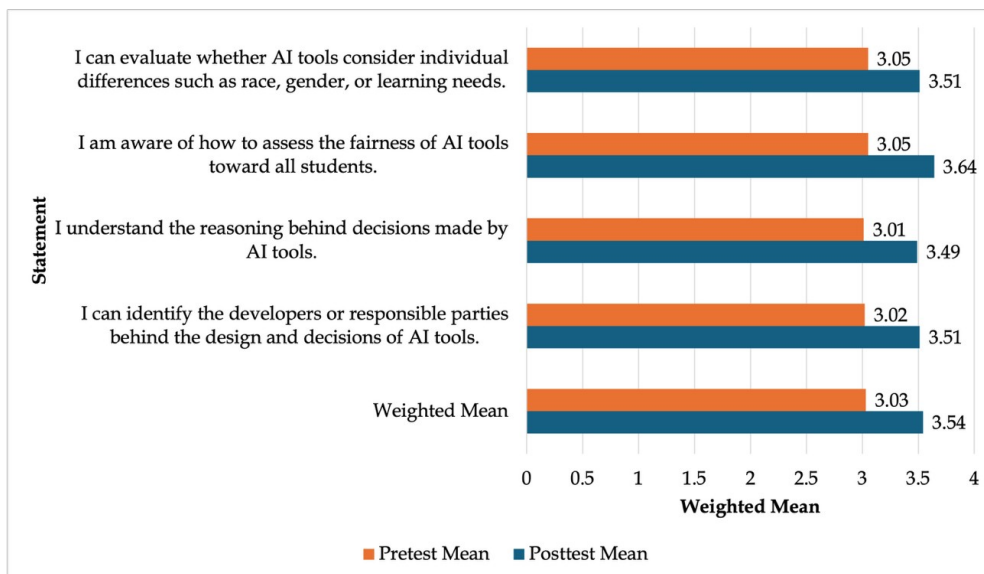 I can evaluate whether AI tools consider individual
differences such as race, gender, or learning needs.
3.05
3.51
I am aware of how to assess the fairness of AI tools
toward all students.
3.05
3.64
Statement
I understand the reasoning behind decisions made by
AI tools.
3.01
3.49
I can identify the developers or responsible parties
behind the design and decisions of AI tools.
3.02
3.51
Weighted Mean
3.03
3.54
0 0.5 1 1.5 2 2.5 3 3.5 4
Weighted Mean
Pretest Mean Posttest Mean